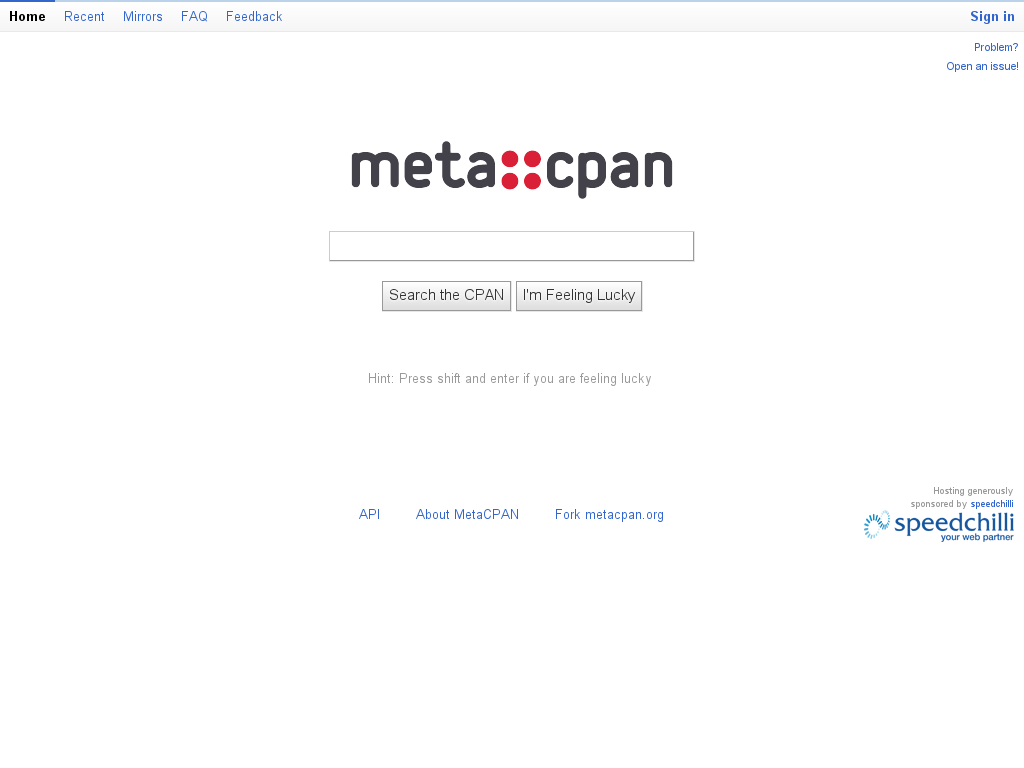 Home Recent Mirrors FAQ Feedback Sign in
Problem?
Open an issue!
meta::cpan
Search the CPAN I'm Feeling Lucky
Hint: Press shift and enter if you are feeling lucky
Hosting generously
sponsored by speedchilli
API About MetaCPAN Fork metacpan.org
speedchilli
your web partner